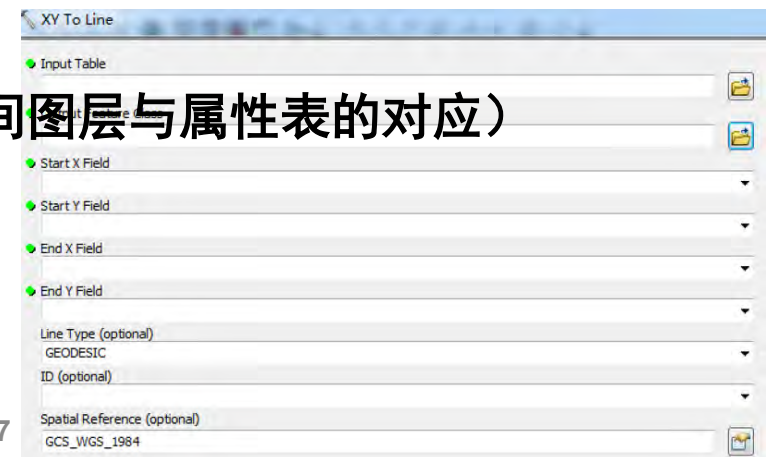 XY To Line
Input Table
间图层与属性表的对应）
Start X Field
Start Y Field
End X Field
End Y Field
Line Type (optional)
GEODESIC
ID (optional)
Spatial Reference (optional)
7
GCS_WGS_1984